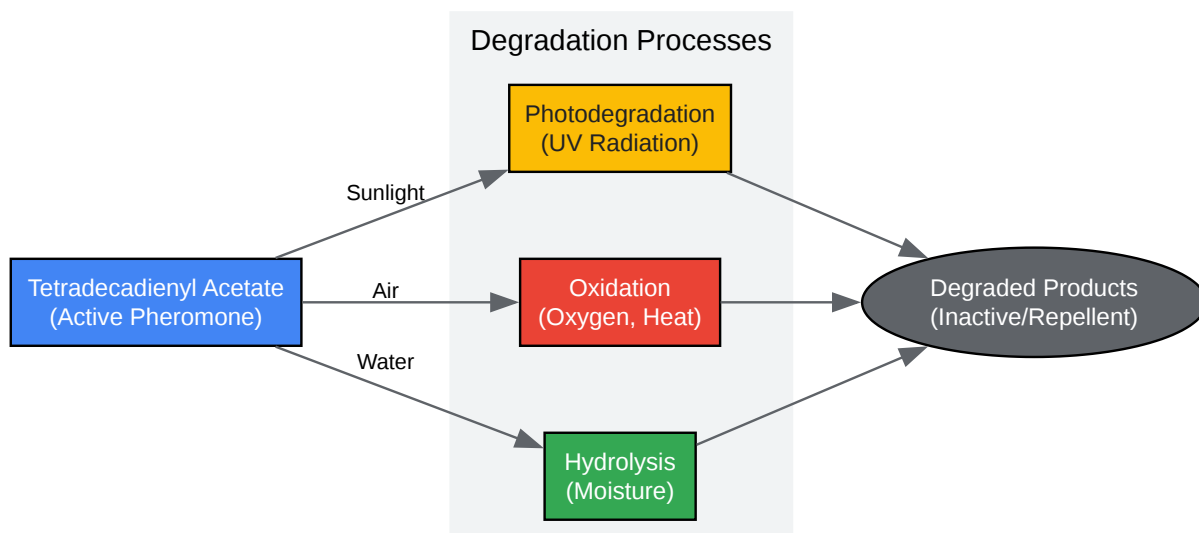 Degradation Processes
Photodegradation
(UV Radiation)
Sunlight
Tetradecadienyl Acetate
(Active Pheromone)
Air
Oxidation
(Oxygen, Heat)
Degraded Products
(Inactive/Repellent)
Water
Hydrolysis
(Moisture)